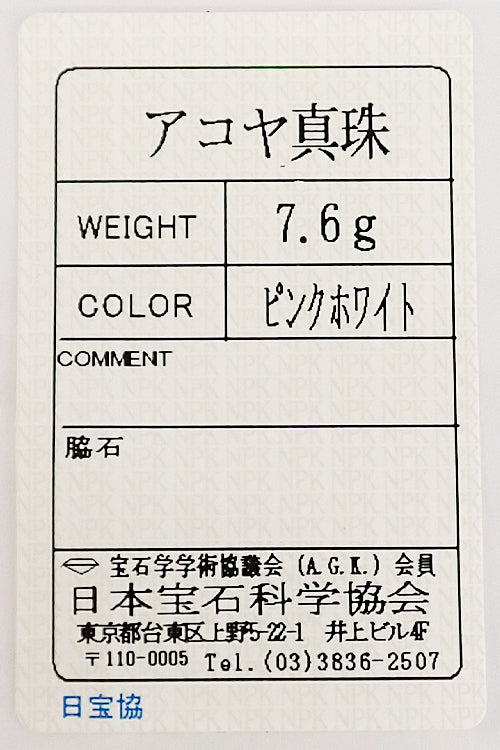 アコヤ真珠
WEIGHT 7.6g
COLOR ピンクホワイト
COMMENT
脇石
宝石学学術協議会 (A.G.K.) 会員
日本宝石科学協会
東京都台東区上野5-22-1 井上ビル4F
〒110-0005 Tel.(03)3836-2507
日宝協